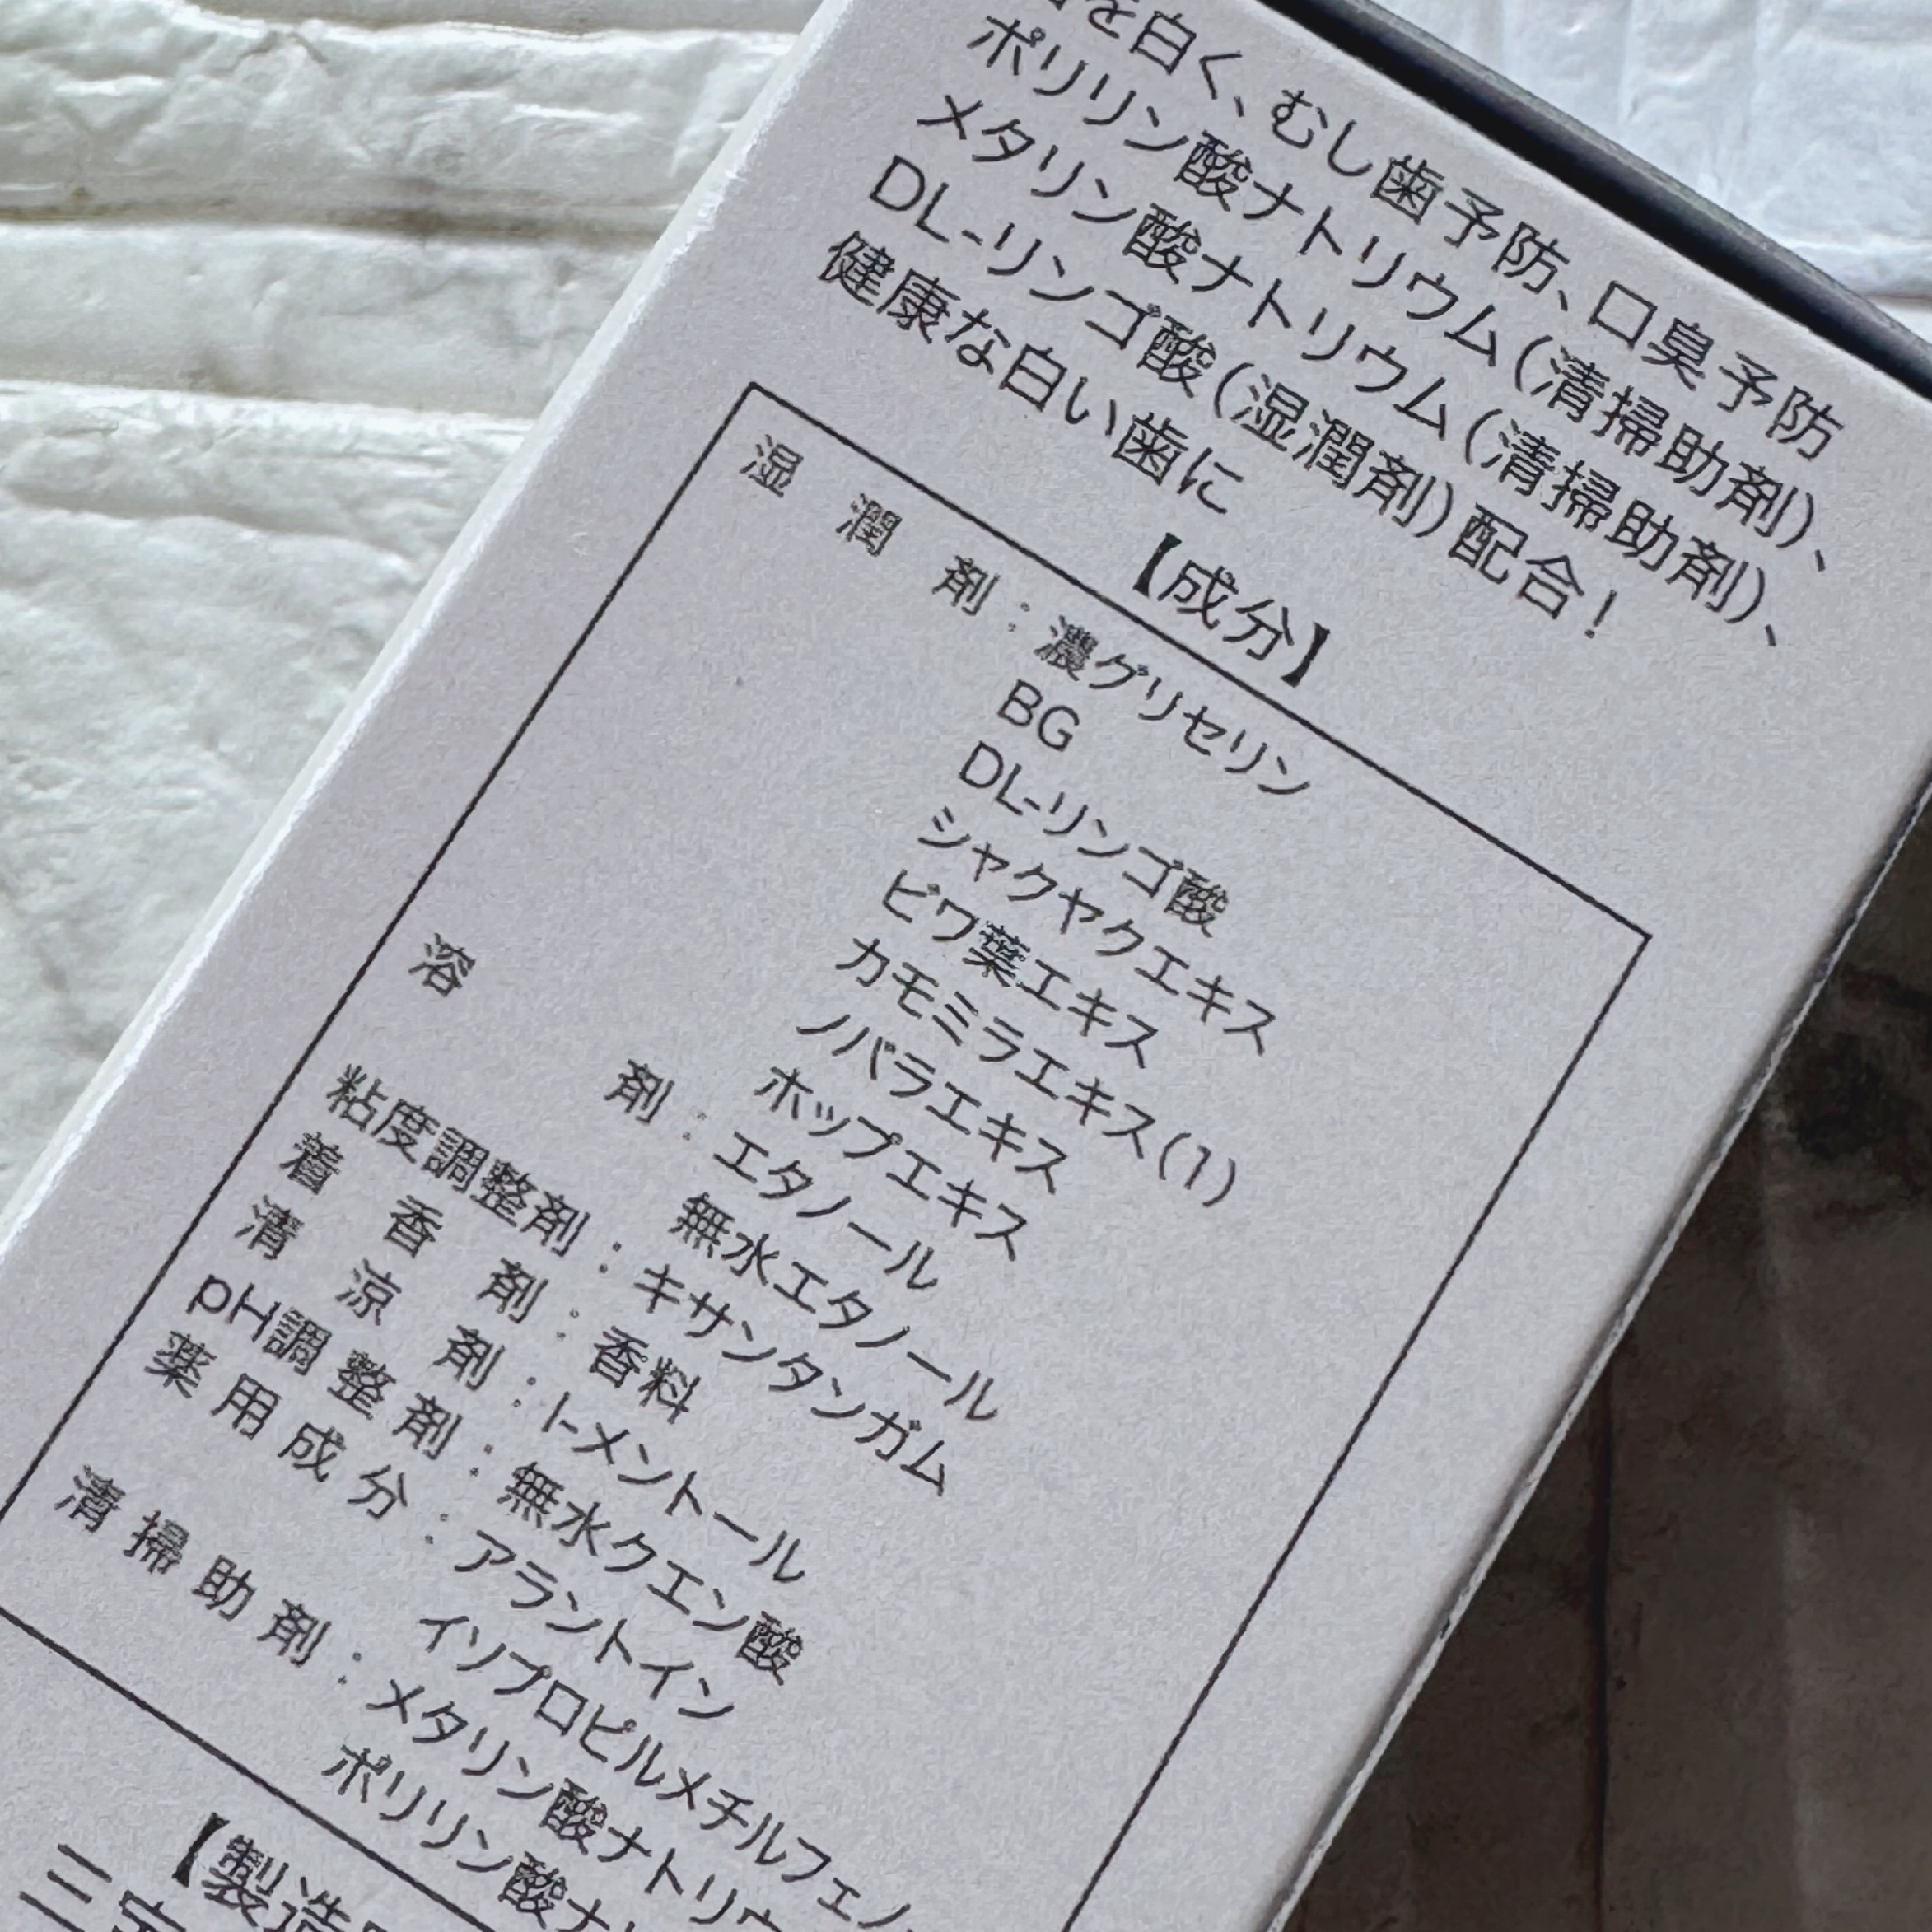 を白く、むし歯予防、口臭予防
ポリリン酸ナトリウム(清掃助剤)、
メタリン酸ナトリウム(清掃助剤)、
DL-リンゴ酸(湿潤剤)配合!
健康な白い歯に
【成分】
湿潤剤:濃グリセリン
BG
DL-リンゴ酸
シャクヤクエキス
ビワ葉エキス
カモミラエキス(1)
ノバラエキス
ホップエキス
溶剤:エタノール
無水エタノール
粘度調整剤:キサンタンガム
着香剤:香料
清涼剤:トメントール
pH調整剤:無水クエン酸
薬用成分:アラントイン
イソプロピルメチルフェノ
清掃助剤:メタリン酸ナトリウ
ポリリン酸ナ
【製造
三宝